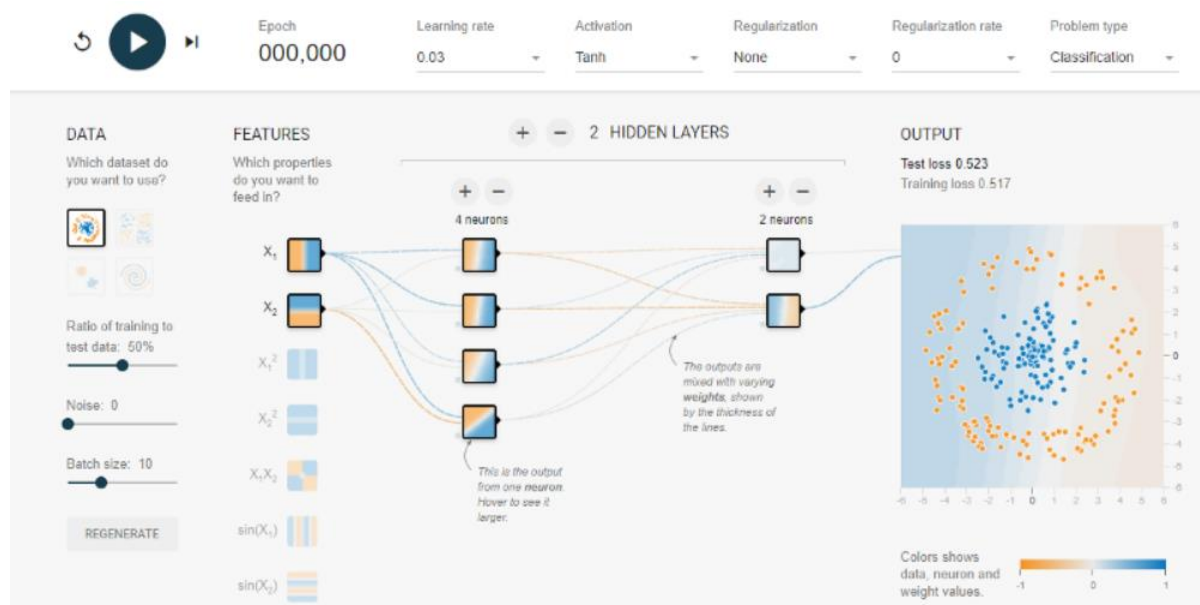 Epoch
000,000
Learning rate
0.03
Activation
Tanh
Regularization
None
Regularization rate
0
Problem type
Classification
DATA
Which dataset do
you want to use?
Ratio of training to
test data: 50%
Noise: 0
Batch size: 10
REGENERATE
FEATURES
Which properties
do you want to
feed in?
X₁
X₂
X₁²
X₂²
X₁X₂
sin(X₁)
sin(X₂)
+ − 2 HIDDEN LAYERS
+ −
4 neurons
+ −
2 neurons
This is the output
from one neuron.
Hover to see it
larger.
The outputs are
mixed with varying
weights, shown
by the thickness of
the lines.
OUTPUT
Test loss 0.523
Training loss 0.517
6
5
4
3
2
1
0
-1
-2
-3
-4
-5
-6
-6 -5 -4 -3 -2 -1 0 1 2 3 4 5 6
Colors shows
data, neuron and
weight values.
-1 0 1